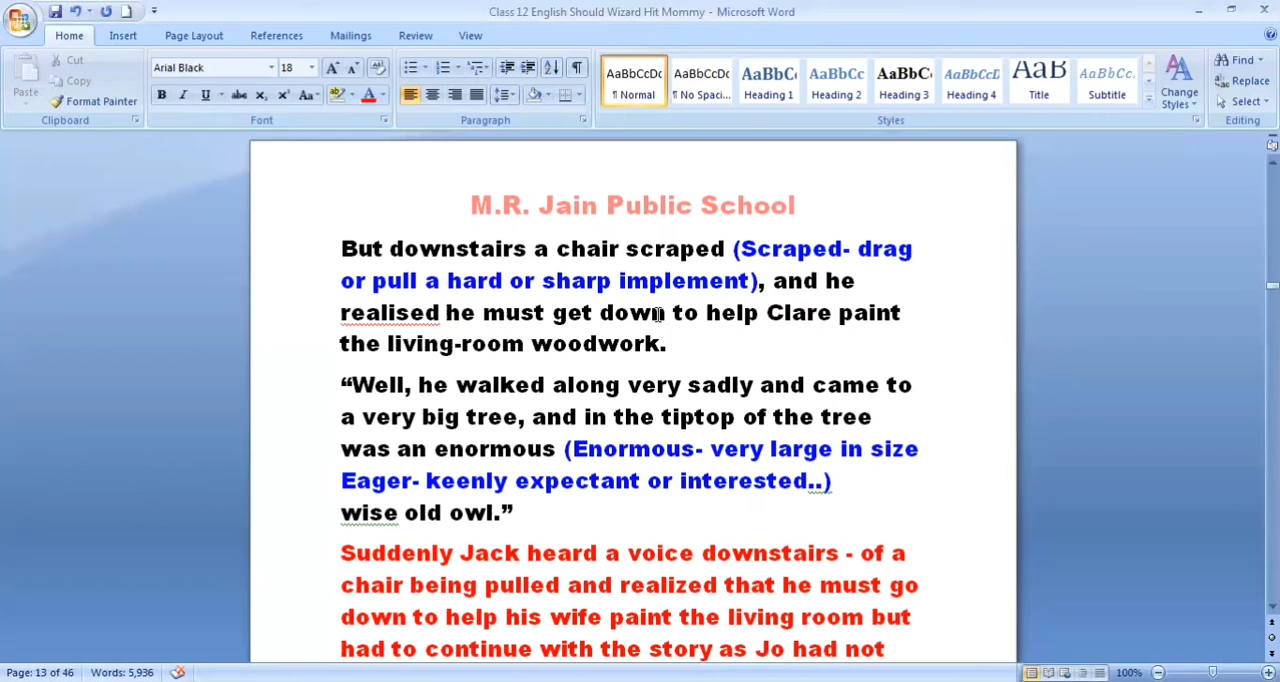 Class 12 English Should Wizard Hit Mommy - Microsoft Word
Home Insert Page Layout References Mailings Review View
Paste Cut Copy Format Painter Clipboard
Arial Black 18 Font
Paragraph
AaBbCcDc ¶ Normal AaBbCcDc ¶ No Spaci... AaBbC Heading 1 AaBbCc Heading 2 AaBbCc Heading 3 AaBbCcD Heading 4 AaB Title AaBbCc. Subtitle Change Styles Styles
Find Replace Select Editing
M.R. Jain Public School
But downstairs a chair scraped (Scraped- drag
or pull a hard or sharp implement), and he
realised he must get down to help Clare paint
the living-room woodwork.
“Well, he walked along very sadly and came to
a very big tree, and in the tiptop of the tree
was an enormous (Enormous- very large in size
Eager- keenly expectant or interested..)
wise old owl.”
Suddenly Jack heard a voice downstairs - of a
chair being pulled and realized that he must go
down to help his wife paint the living room but
had to continue with the story as Jo had not
Page: 13 of 46 Words: 5,936 100%